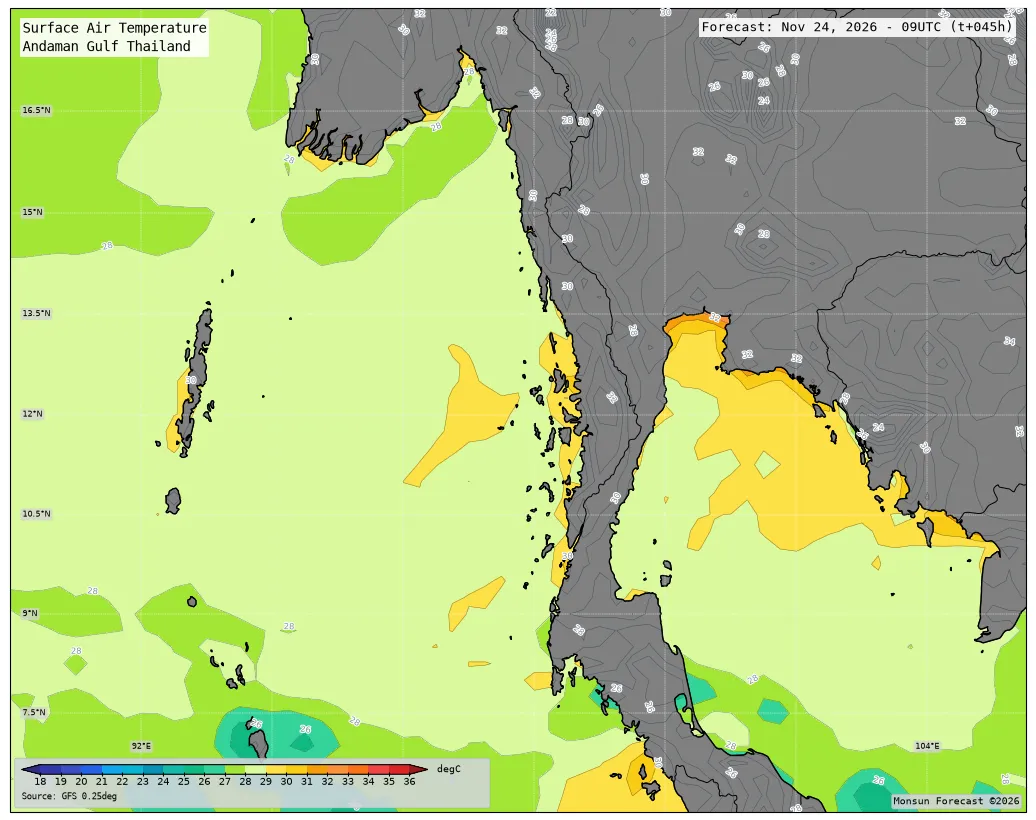 Surface Air Temperature
Andaman Gulf Thailand
Forecast: Nov 24, 2026 - 09UTC (t+045h)
16.5°N
15°N
13.5°N
12°N
10.5°N
9°N
7.5°N
92°E
104°E
degC
18 19 20 21 22 23 24 25 26 27 28 29 30 31 32 33 34 35 36
Source: GFS 0.25deg
Monsun Forecast ©2026